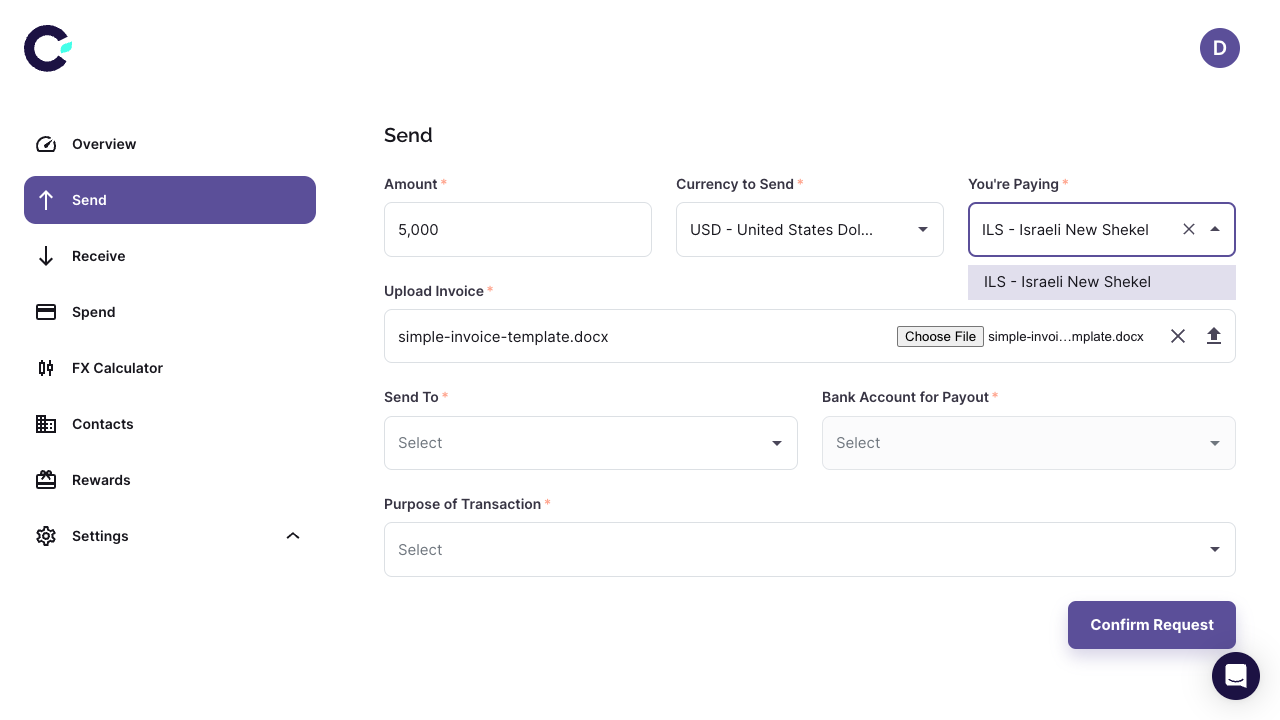 D
Overview
Send
Receive
Spend
FX Calculator
Contacts
Rewards
Settings
Send
Amount *
Currency to Send *
You're Paying *
5,000
USD - United States Dol...
ILS - Israeli New Shekel
ILS - Israeli New Shekel
Upload Invoice *
simple-invoice-template.docx
Choose File simple-invoi...mplate.docx
Send To *
Bank Account for Payout *
Select
Select
Purpose of Transaction *
Select
Confirm Request